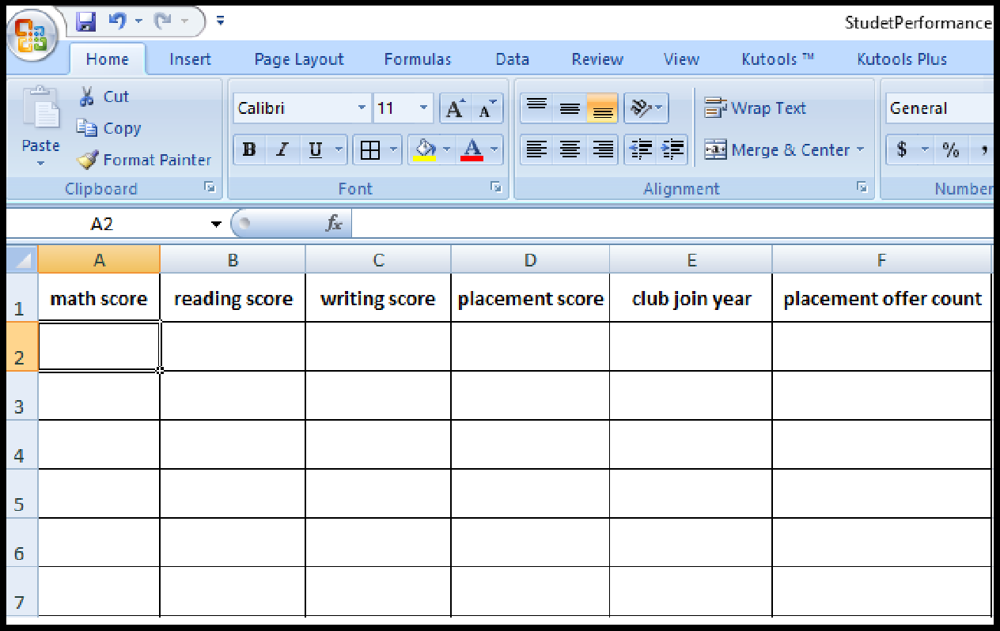 StudetPerformance
Home Insert Page Layout Formulas Data Review View Kutools ™ Kutools Plus
Cut
Copy
Format Painter
Paste
Clipboard
Calibri 11 A A
B I U A
Font
ab
Wrap Text
a
Merge & Center
Alignment
General
$ % ,
Number
A2 fx
A B C D E F
1 math score reading score writing score placement score club join year placement offer count
2
3
4
5
6
7